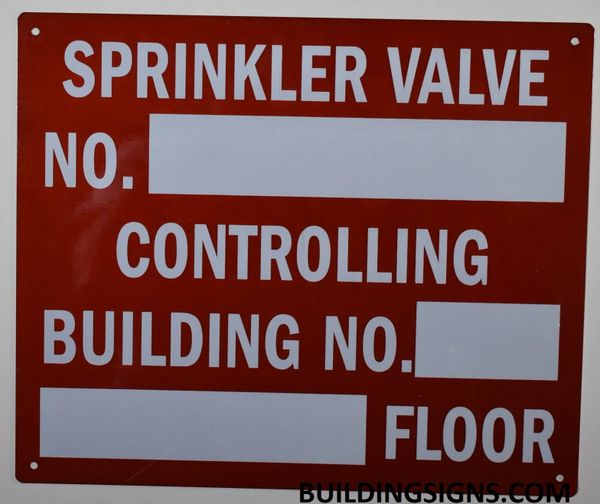 SPRINKLER VALVE
NO.
CONTROLLING
BUILDING NO.
FLOOR
BUILDINGSIGNS.COM